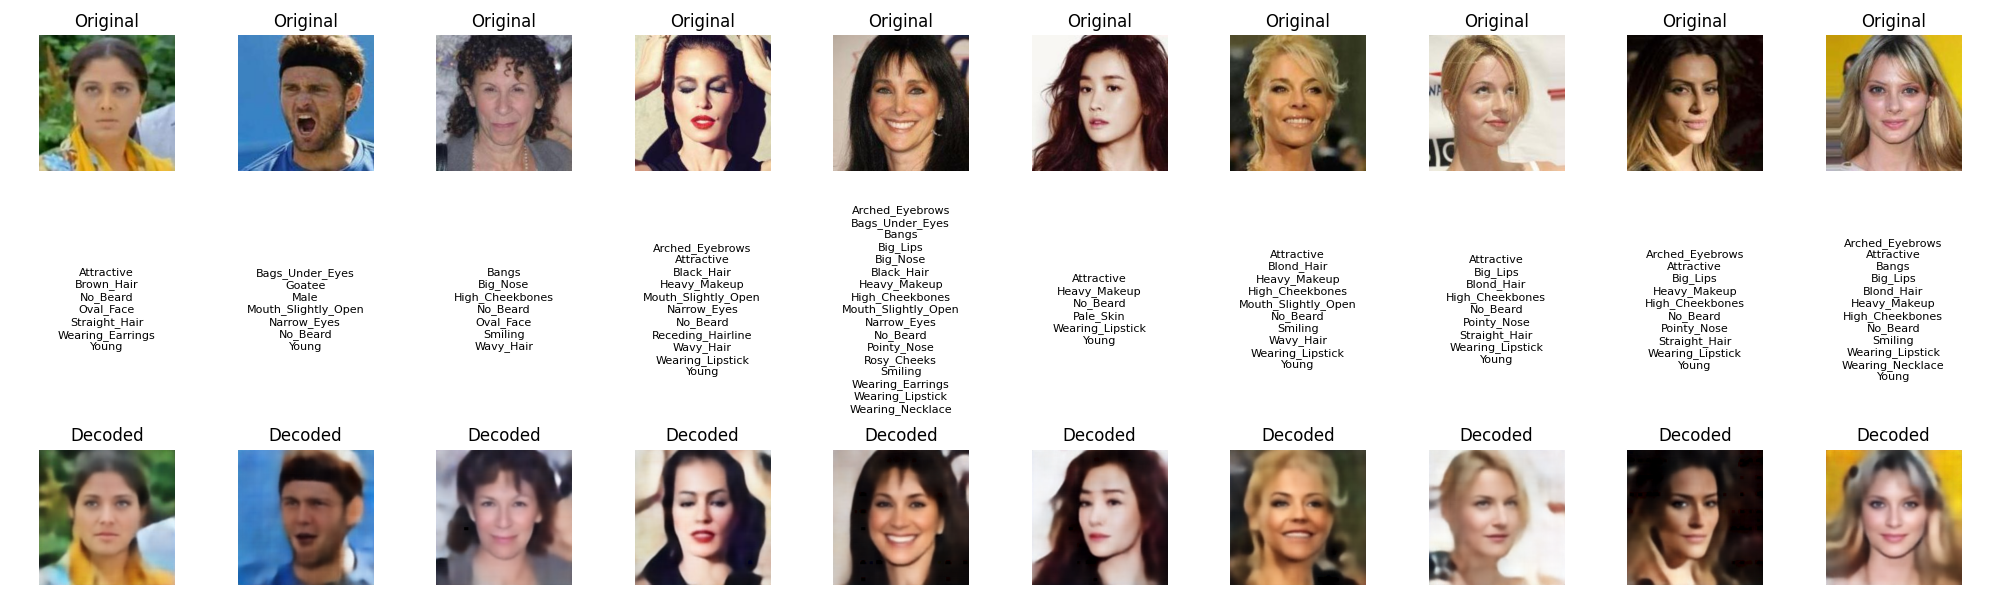 Original
Original
Original
Original
Original
Original
Original
Original
Original
Original
Attractive
Brown_Hair
No_Beard
Oval_Face
Straight_Hair
Wearing_Earrings
Young
Bags_Under_Eyes
Goatee
Male
Mouth_Slightly_Open
Narrow_Eyes
No_Beard
Young
Bangs
Big_Nose
High_Cheekbones
No_Beard
Oval_Face
Smiling
Wavy_Hair
Arched_Eyebrows
Attractive
Black_Hair
Heavy_Makeup
Mouth_Slightly_Open
Narrow_Eyes
No_Beard
Receding_Hairline
Wavy_Hair
Wearing_Lipstick
Young
Arched_Eyebrows
Bags_Under_Eyes
Bangs
Big_Lips
Big_Nose
Black_Hair
Heavy_Makeup
High_Cheekbones
Mouth_Slightly_Open
Narrow_Eyes
No_Beard
Pointy_Nose
Rosy_Cheeks
Smiling
Wearing_Earrings
Wearing_Lipstick
Wearing_Necklace
Attractive
Heavy_Makeup
No_Beard
Pale_Skin
Wearing_Lipstick
Young
Attractive
Blond_Hair
Heavy_Makeup
High_Cheekbones
Mouth_Slightly_Open
No_Beard
Smiling
Wavy_Hair
Wearing_Lipstick
Young
Attractive
Big_Lips
Blond_Hair
High_Cheekbones
No_Beard
Pointy_Nose
Straight_Hair
Wearing_Lipstick
Young
Arched_Eyebrows
Attractive
Big_Lips
Heavy_Makeup
High_Cheekbones
No_Beard
Pointy_Nose
Straight_Hair
Wearing_Lipstick
Young
Arched_Eyebrows
Attractive
Bangs
Big_Lips
Blond_Hair
Heavy_Makeup
High_Cheekbones
No_Beard
Smiling
Wearing_Lipstick
Wearing_Necklace
Young
Decoded
Decoded
Decoded
Decoded
Decoded
Decoded
Decoded
Decoded
Decoded
Decoded